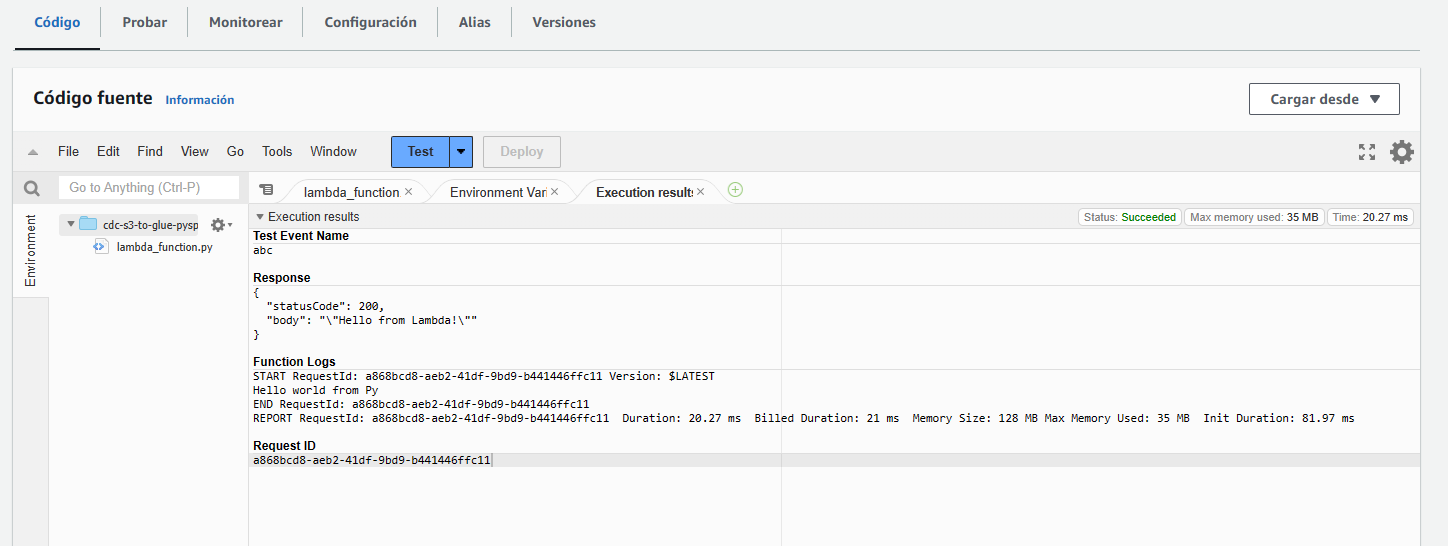 Código Probar Monitorear Configuración Alias Versiones
Código fuente Información Cargar desde
File Edit Find View Go Tools Window Test Deploy
Go to Anything (Ctrl-P) lambda_function Environment Var Execution results
Environment
cdc-s3-to-glue-pysp
lambda_function.py
Execution results Status: Succeeded Max memory used: 35 MB Time: 20.27 ms
Test Event Name
abc
Response
{
"statusCode": 200,
"body": "\"Hello from Lambda!\""
}
Function Logs
START RequestId: a868bcd8-aeb2-41df-9bd9-b441446ffc11 Version: $LATEST
Hello world from Py
END RequestId: a868bcd8-aeb2-41df-9bd9-b441446ffc11
REPORT RequestId: a868bcd8-aeb2-41df-9bd9-b441446ffc11 Duration: 20.27 ms Billed Duration: 21 ms Memory Size: 128 MB Max Memory Used: 35 MB Init Duration: 81.97 ms
Request ID
a868bcd8-aeb2-41df-9bd9-b441446ffc11